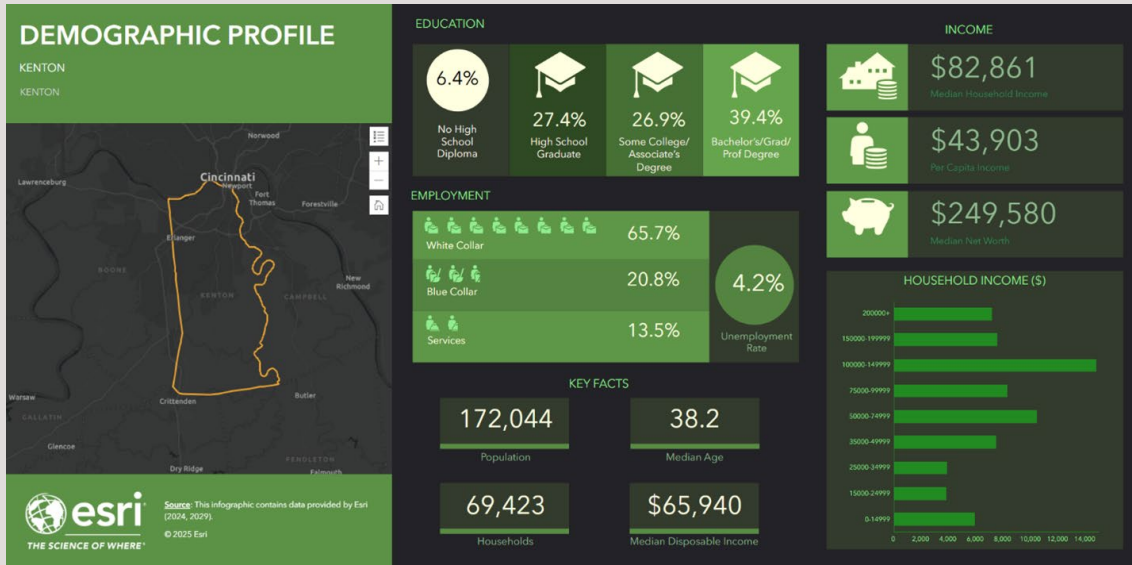 DEMOGRAPHIC PROFILE
KENTON
KENTON
Norwood
Lawrenceburg
Cincinnati
Newport
Fort
Thomas
Forestville
Erlanger
BOONE
New
Richmond
KENTON
CAMPBELL
Warsaw
Crittenden
Butler
GALLATIN
Glencoe
PENDLETON
Dry Ridge
Falmouth
esri
THE SCIENCE OF WHERE®
Source: This infographic contains data provided by Esri
(2024, 2029).
© 2025 Esri
EDUCATION
6.4%
No High
School
Diploma
27.4%
High School
Graduate
26.9%
Some College/
Associate's
Degree
39.4%
Bachelor's/Grad/
Prof Degree
EMPLOYMENT
White Collar
65.7%
Blue Collar
20.8%
Services
13.5%
4.2%
Unemployment
Rate
KEY FACTS
172,044
Population
38.2
Median Age
69,423
Households
$65,940
Median Disposable Income
INCOME
$82,861
Median Household Income
$43,903
Per Capita Income
$249,580
Median Net Worth
HOUSEHOLD INCOME ($)
200000+
150000-199999
100000-149999
75000-99999
50000-74999
35000-49999
25000-34999
15000-24999
0-14999
0 2,000 4,000 6,000 8,000 10,000 12,000 14,000